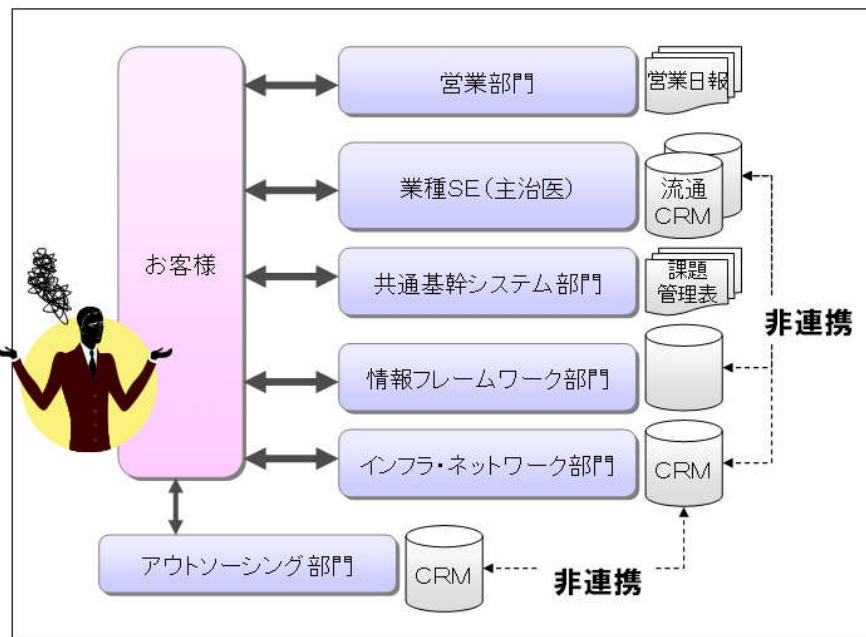 営業部門
営業日報
業種SE（主治医）
流通
CRM
お客様
共通基幹システム部門
課題
管理表
非連携
情報フレームワーク部門
インフラ・ネットワーク部門
CRM
アウトソーシング部門
CRM
非連携